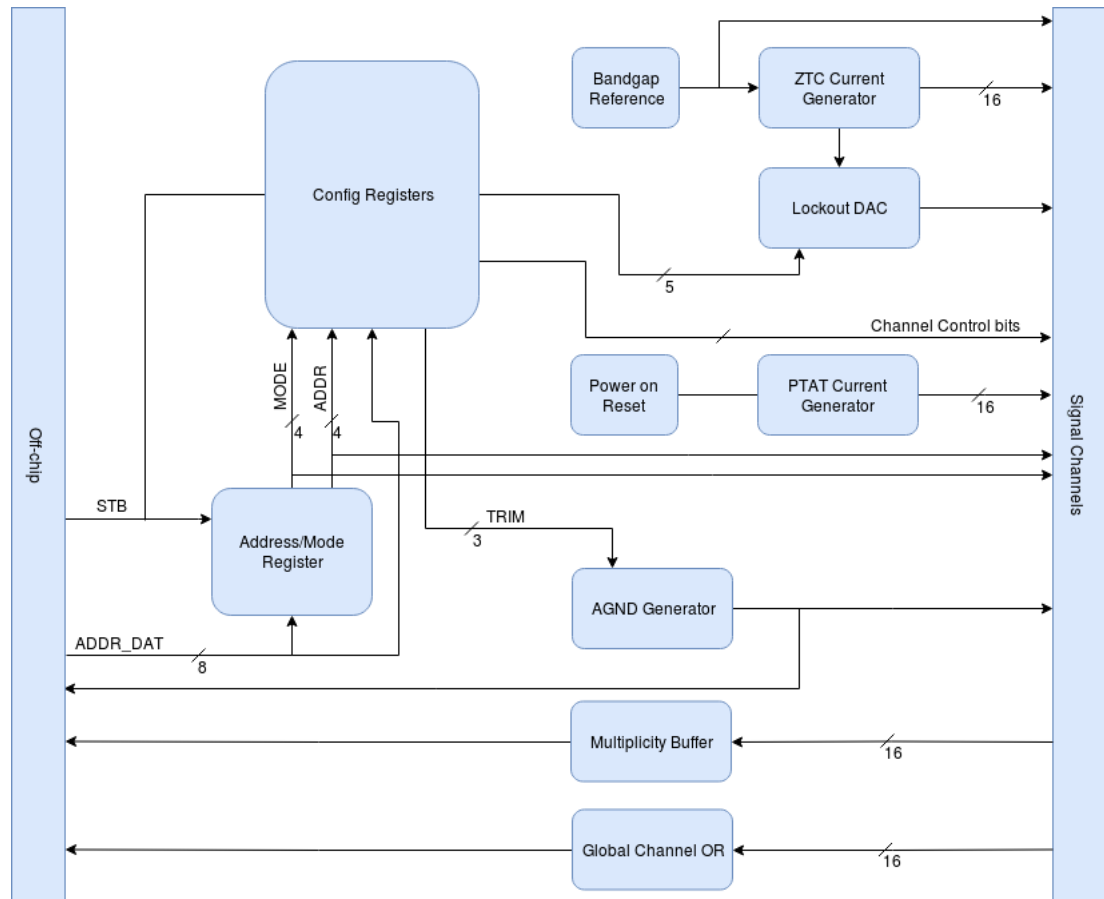 Bandgap
Reference
ZTC Current
Generator
16
Config Registers
Lockout DAC
5
Channel Control bits
MODE
ADDR
4
4
Power on
Reset
PTAT Current
Generator
16
Off-chip
Signal Channels
STB
Address/Mode
Register
TRIM
3
AGND Generator
ADDR_DAT
8
Multiplicity Buffer
16
Global Channel OR
16